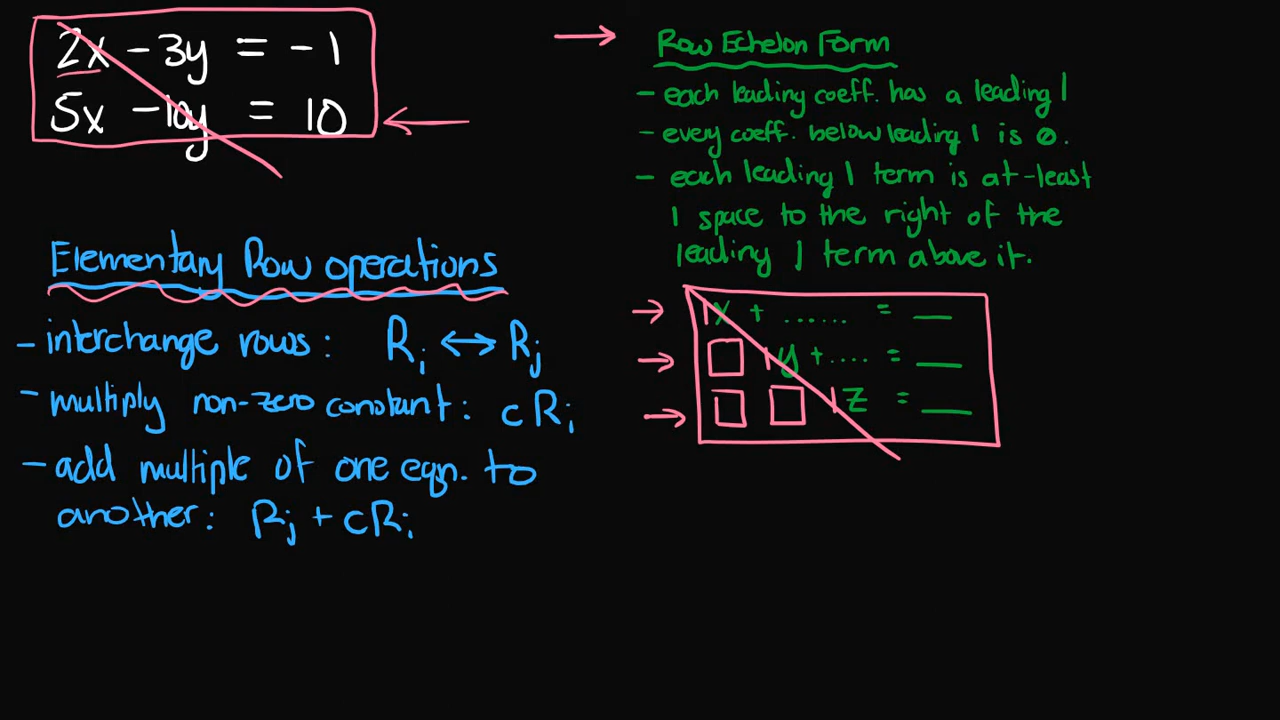 2x - 3y = -1
5x - 10y = 10
Elementary Row operations
- interchange rows: Ri ↔ Rj
- multiply non-zero constant: cRi
- add multiple of one eqn. to
another: Rj + cRi
Row Echelon Form
- each leading coeff. has a leading 1
- every coeff. below leading 1 is 0.
- each leading 1 term is at-least
1 space to the right of the
leading 1 term above it.
1x + ...... = __
□ 1y + .... = __
□ □ 1z = __